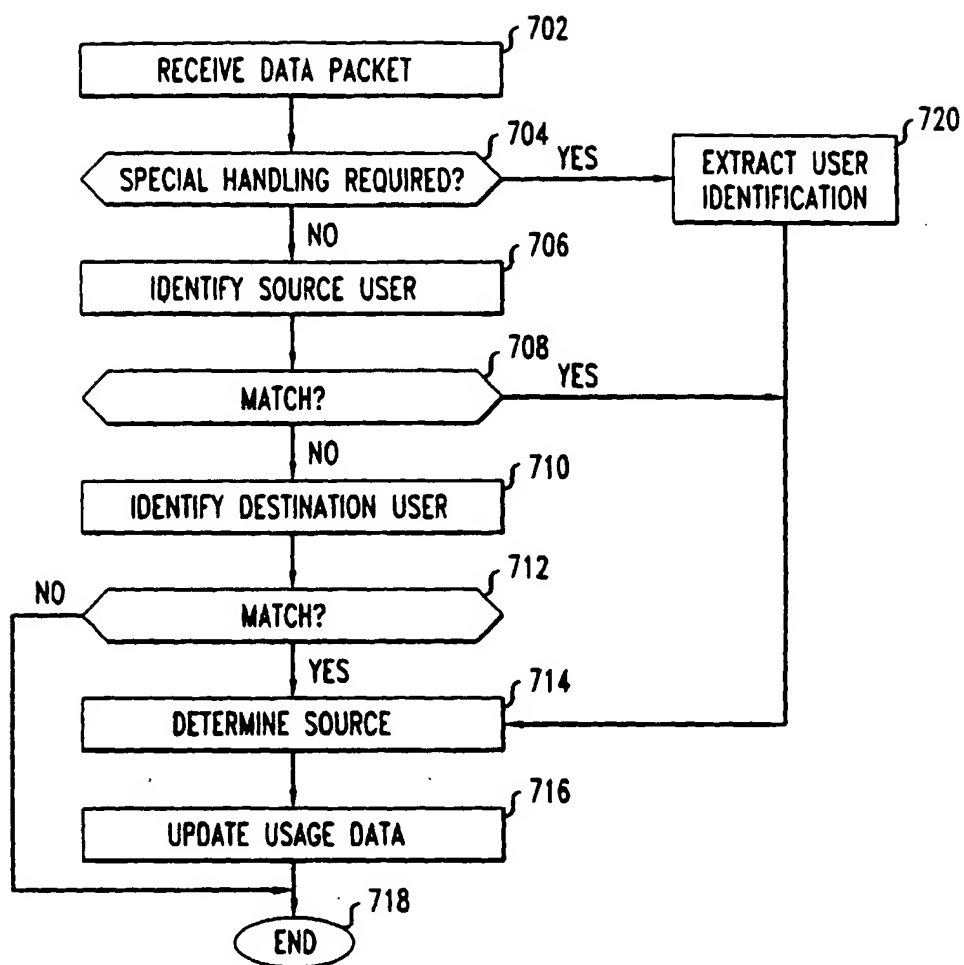 702
RECEIVE DATA PACKET
704
SPECIAL HANDLING REQUIRED?
YES
720
EXTRACT USER
IDENTIFICATION
NO
706
IDENTIFY SOURCE USER
708
MATCH?
YES
NO
710
IDENTIFY DESTINATION USER
712
NO
MATCH?
YES
714
DETERMINE SOURCE
716
UPDATE USAGE DATA
718
END